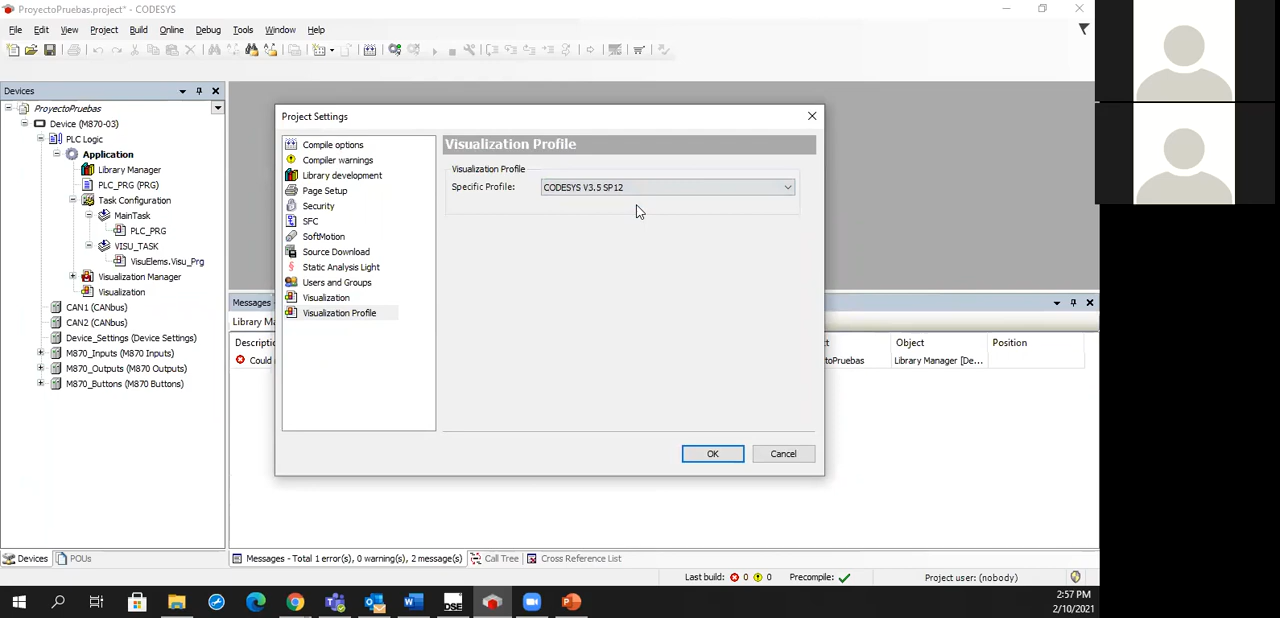 ProyectoPruebas.project* - CODESYS
File Edit View Project Build Online Debug Tools Window Help
Devices
ProyectoPruebas
Device (M870-03)
PLC Logic
Application
Library Manager
PLC_PRG (PRG)
Task Configuration
MainTask
PLC_PRG
VISU_TASK
VisuElems.Visu_Prg
Visualization Manager
Visualization
CAN1 (CANbus)
CAN2 (CANbus)
Device_Settings (Device Settings)
M870_Inputs (M870 Inputs)
M870_Outputs (M870 Outputs)
M870_Buttons (M870 Buttons)
Devices POUs
Project Settings
Compile options
Compiler warnings
Library development
Page Setup
Security
SFC
SoftMotion
Source Download
Static Analysis Light
Users and Groups
Visualization
Visualization Profile
Visualization Profile
Visualization Profile
Specific Profile: CODESYS V3.5 SP12
OK Cancel
Messages -
Library Ma
Descriptio Object Position
Could oPruebas Library Manager [De...
Messages - Total 1 error(s), 0 warning(s), 2 message(s) Call Tree Cross Reference List
Last build: 0 0 Precompile: Project user: (nobody)
DSE
2:57 PM
2/10/2021